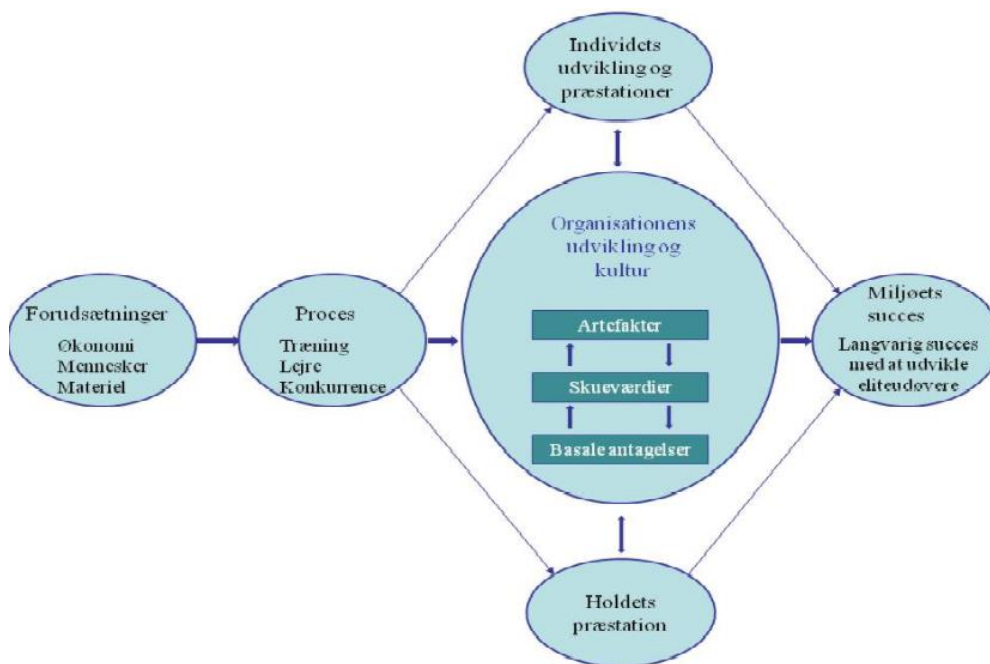 Individets
udvikling og
præstationer
Organisationens
udvikling og
kultur
Artefakter
Skueværdier
Basale antagelser
Forudsætninger
Økonomi
Mennesker
Materiel
Proces
Træning
Lejre
Konkurrence
Miljøets
succes
Langvarig succes
med at udvikle
eliteudøvere
Holdets
præstation